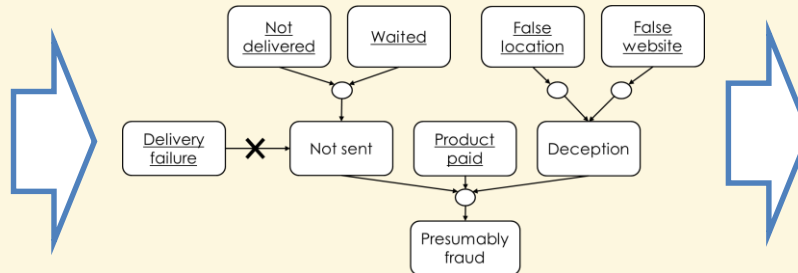 Not
delivered
Waited
False
location
False
website
Delivery
failure
Not sent
Product
paid
Deception
Presumably
fraud